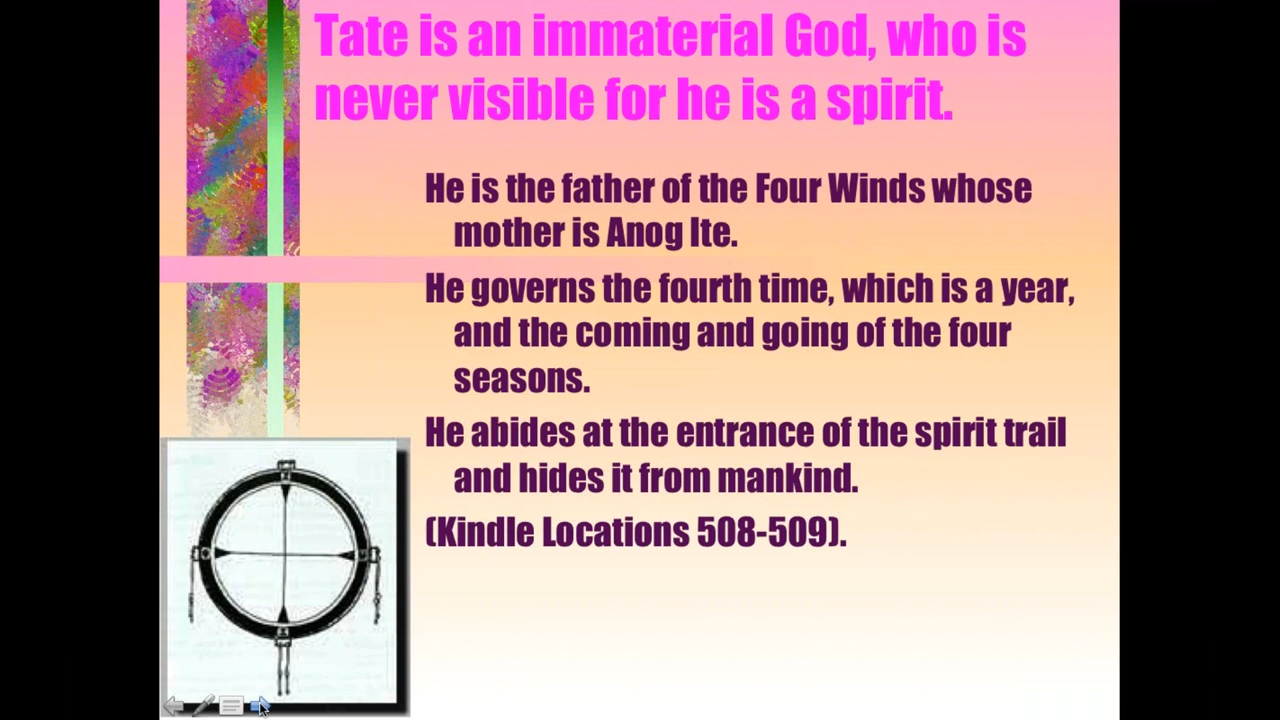 Tate is an immaterial God, who is
never visible for he is a spirit.
He is the father of the Four Winds whose
mother is Anog Ite.
He governs the fourth time, which is a year,
and the coming and going of the four
seasons.
He abides at the entrance of the spirit trail
and hides it from mankind.
(Kindle Locations 508-509).